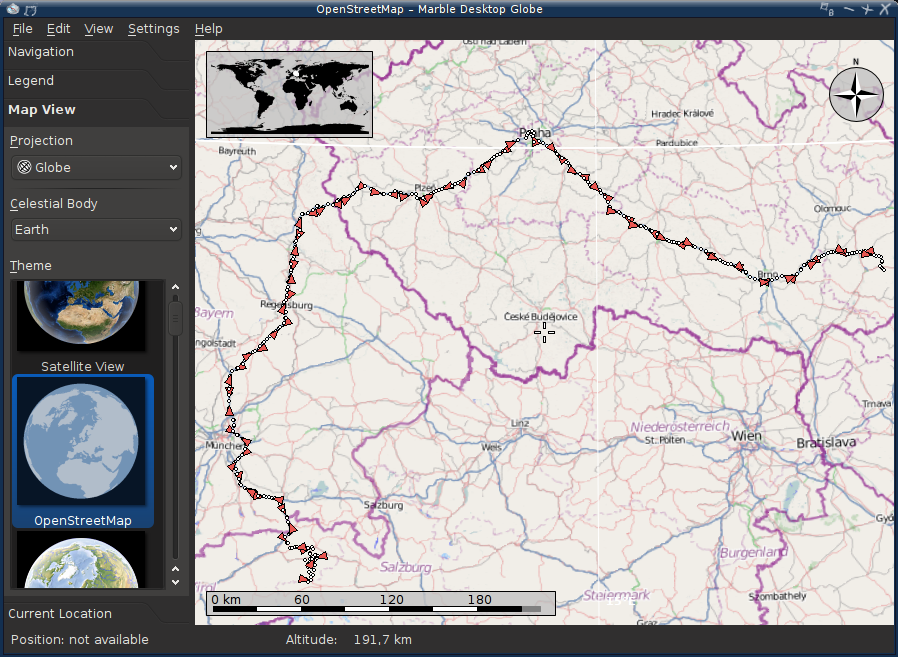 OpenStreetMap – Marble Desktop Globe
File Edit View Settings Help
Navigation
Legend
Map View
Projection
Globe
Celestial Body
Earth
Theme
Satellite View
OpenStreetMap
Current Location
Position: not available
Altitude: 191,7 km
N
Ústí nad Labem
Praha
Hradec Králové
Pardubice
Bayreuth
Plzeň
Olomouc
Brno
Regensburg
Bayern
ngolstadt
České Budějovice
Trnava
Linz
Wels
Niederösterreich
St. Pölten
Wien
Bratislava
München
Salzburg
Győ
Salzburg
Burgenland
Tirol
Steiermark
Szombathely
Graz
0 km 60 120 180